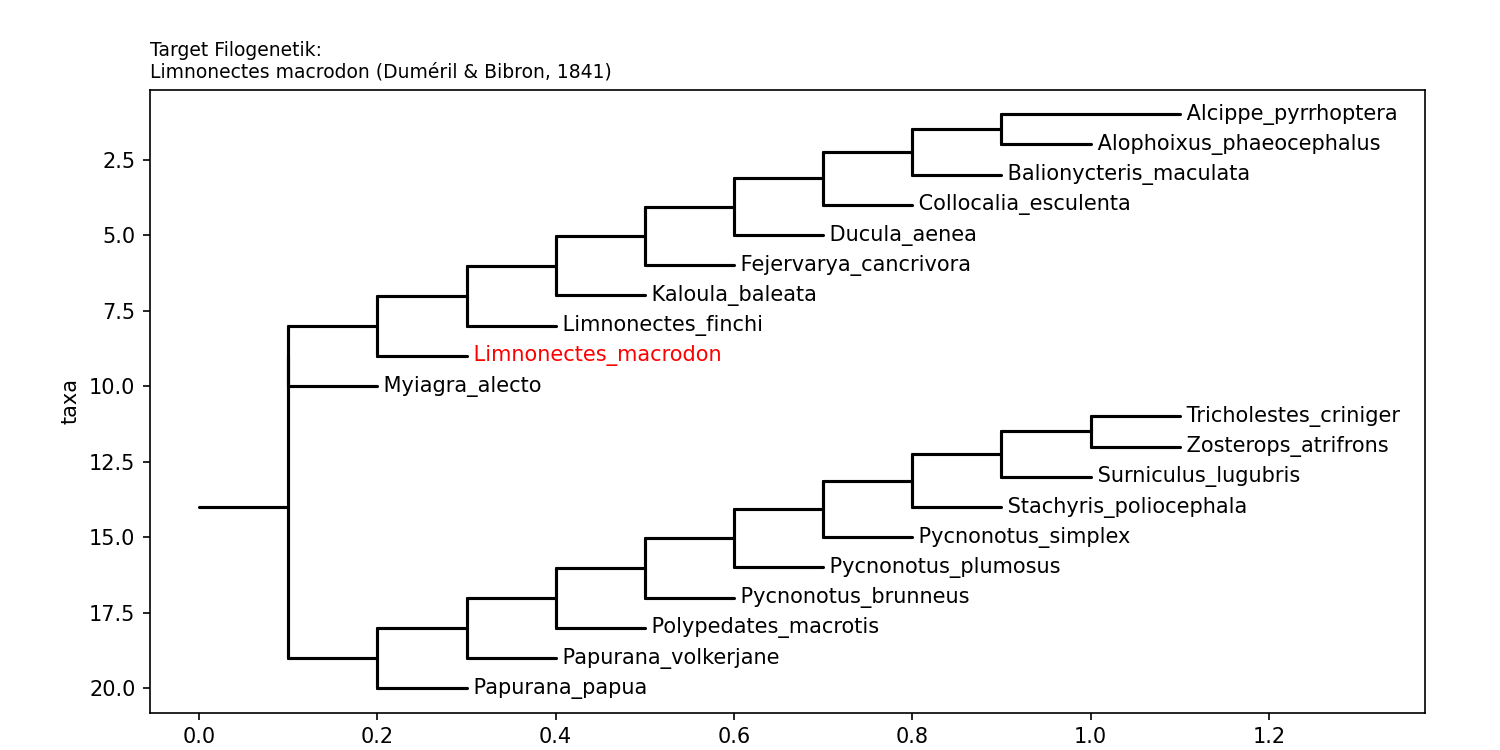 Target Filogenetik:
Limnonectes macrodon (Duméril & Bibron, 1841)
Alcippe_pyrrhoptera
Alophoixus_phaeocephalus
2.5
Balionycteris_maculata
Collocalia_esculenta
5.0
Ducula_aenea
Fejervarya_cancrivora
Kaloula_baleata
7.5
Limnonectes_finchi
Limnonectes_macrodon
10.0
Myiagra_alecto
taxa
Tricholestes_criniger
Zosterops_atrifrons
12.5
Surniculus_lugubris
Stachyris_poliocephala
15.0
Pycnonotus_simplex
Pycnonotus_plumosus
Pycnonotus_brunneus
17.5
Polypedates_macrotis
Papurana_volkerjane
20.0
Papurana_papua
0.0 0.2 0.4 0.6 0.8 1.0 1.2